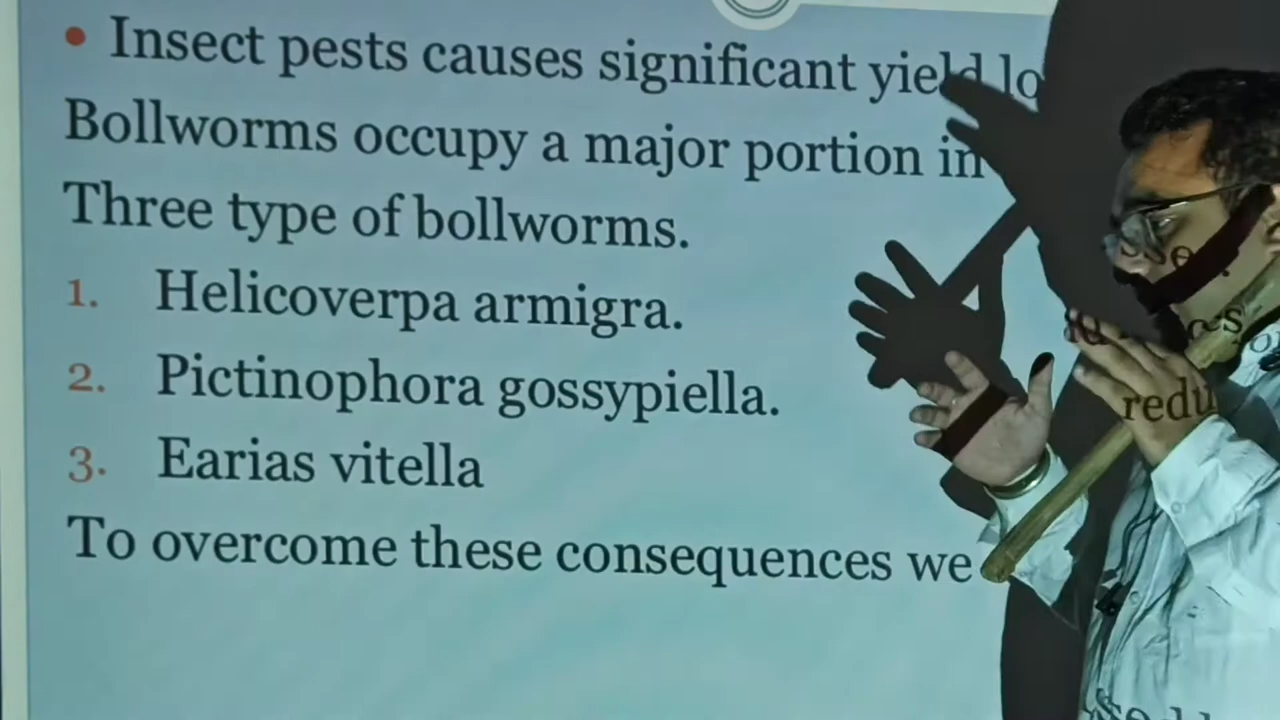 Insect pests causes significant yield lo
Bollworms occupy a major portion in
Three type of bollworms.
1. Helicoverpa armigra.
2. Pictinophora gossypiella.
3. Earias vitella
To overcome these consequences we
redu